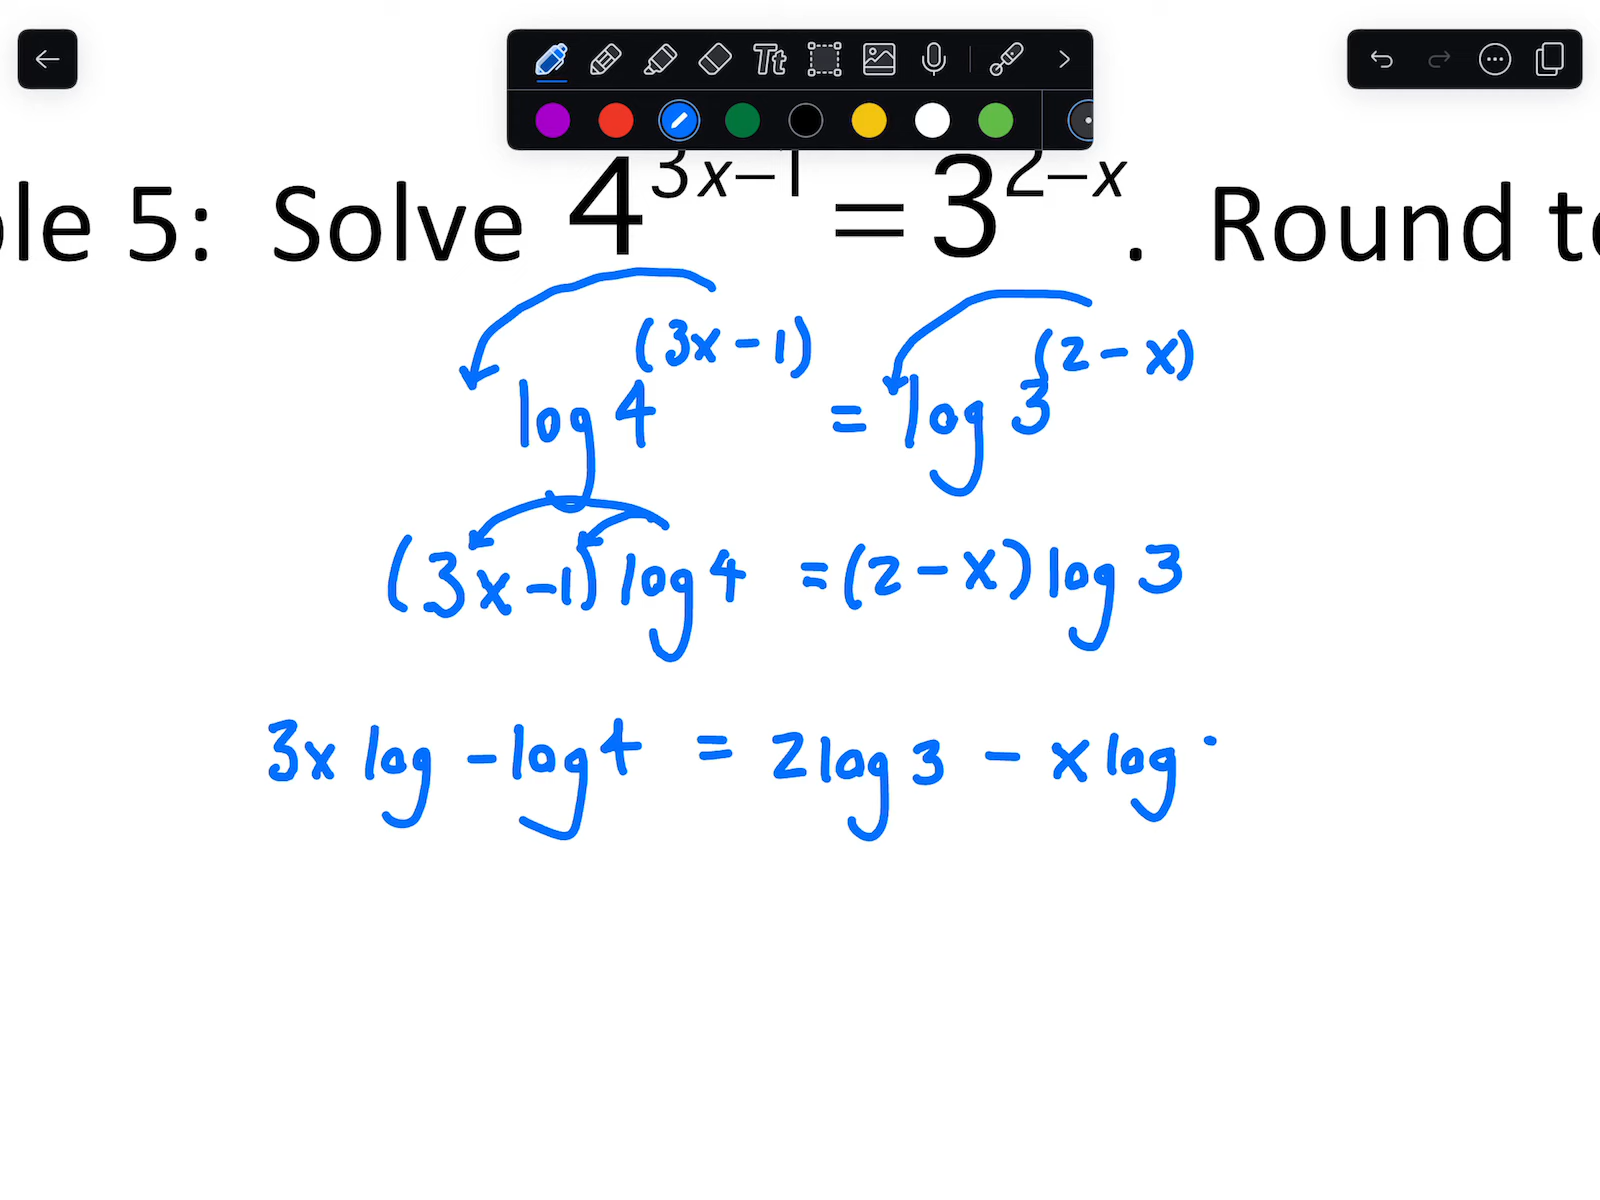 Tt
le 5: Solve 4^{3x−1} = 3^{2−x}. Round t
log 4^{(3x-1)} = log 3^{(2-x)}
(3x-1) log 4 = (2-x) log 3
3x log - log 4 = 2 log 3 - x log